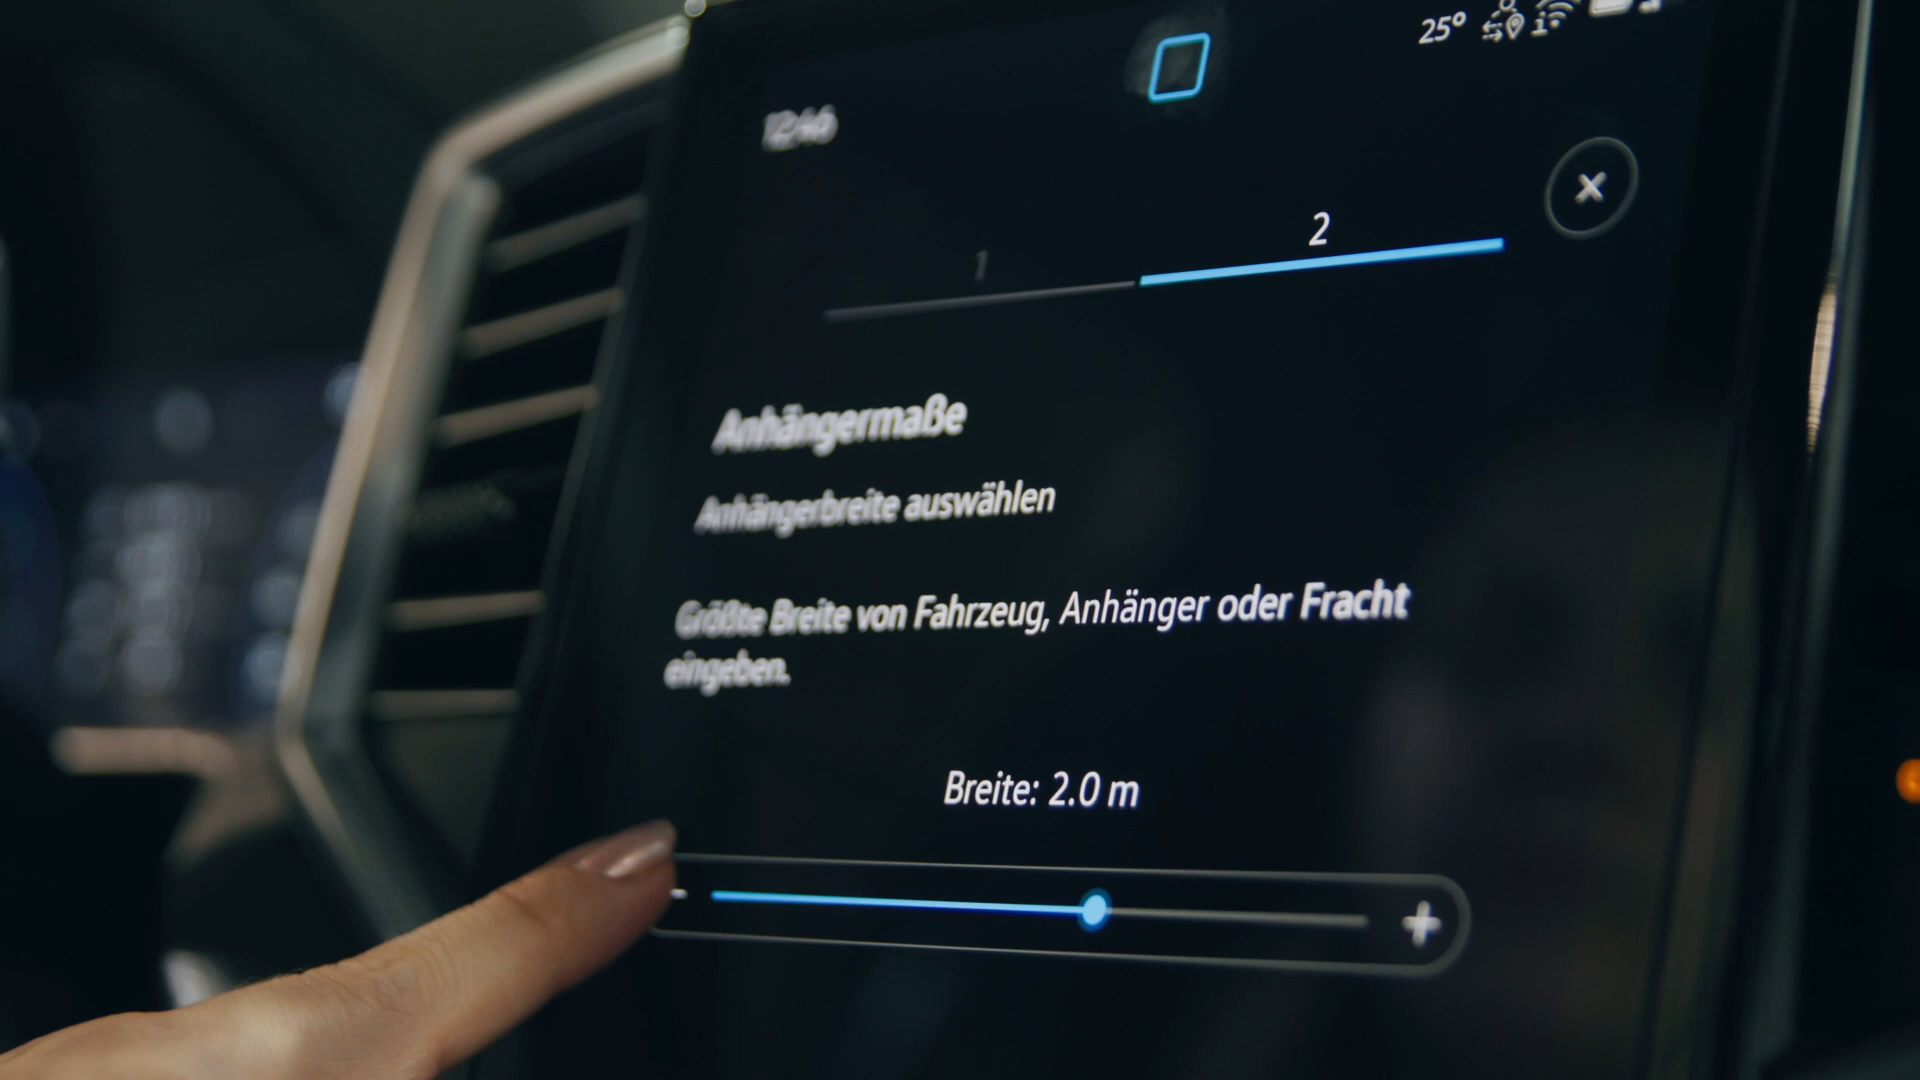 25°
12:46
1
2
Anhängermaße
Anhängerbreite auswählen
Größte Breite von Fahrzeug, Anhänger oder Fracht
eingeben.
Breite: 2.0 m
- +